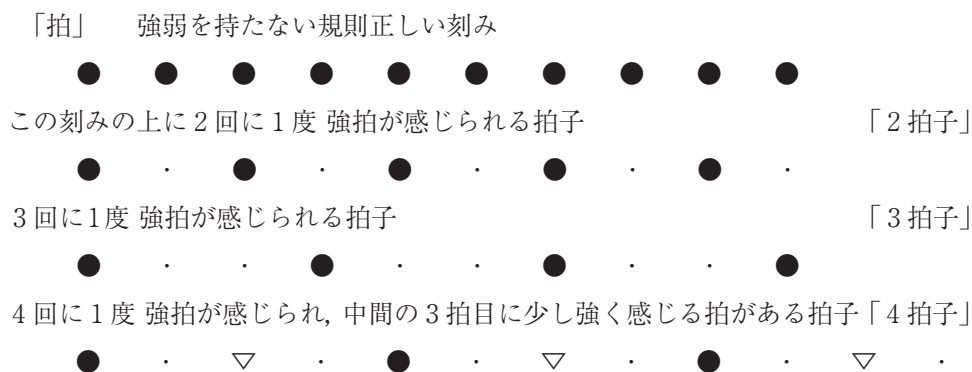 「拍」　強弱を持たない規則正しい刻み
● ● ● ● ● ● ● ● ● ●
この刻みの上に２回に１度 強拍が感じられる拍子　「２拍子」
● ・ ● ・ ● ・ ● ・ ● ・
３回に１度 強拍が感じられる拍子　「３拍子」
● ・ ・ ● ・ ・ ● ・ ・ ●
４回に１度 強拍が感じられ, 中間の３拍目に少し強く感じる拍がある拍子「４拍子」
● ・ ▽ ・ ● ・ ▽ ・ ● ・ ▽ ・